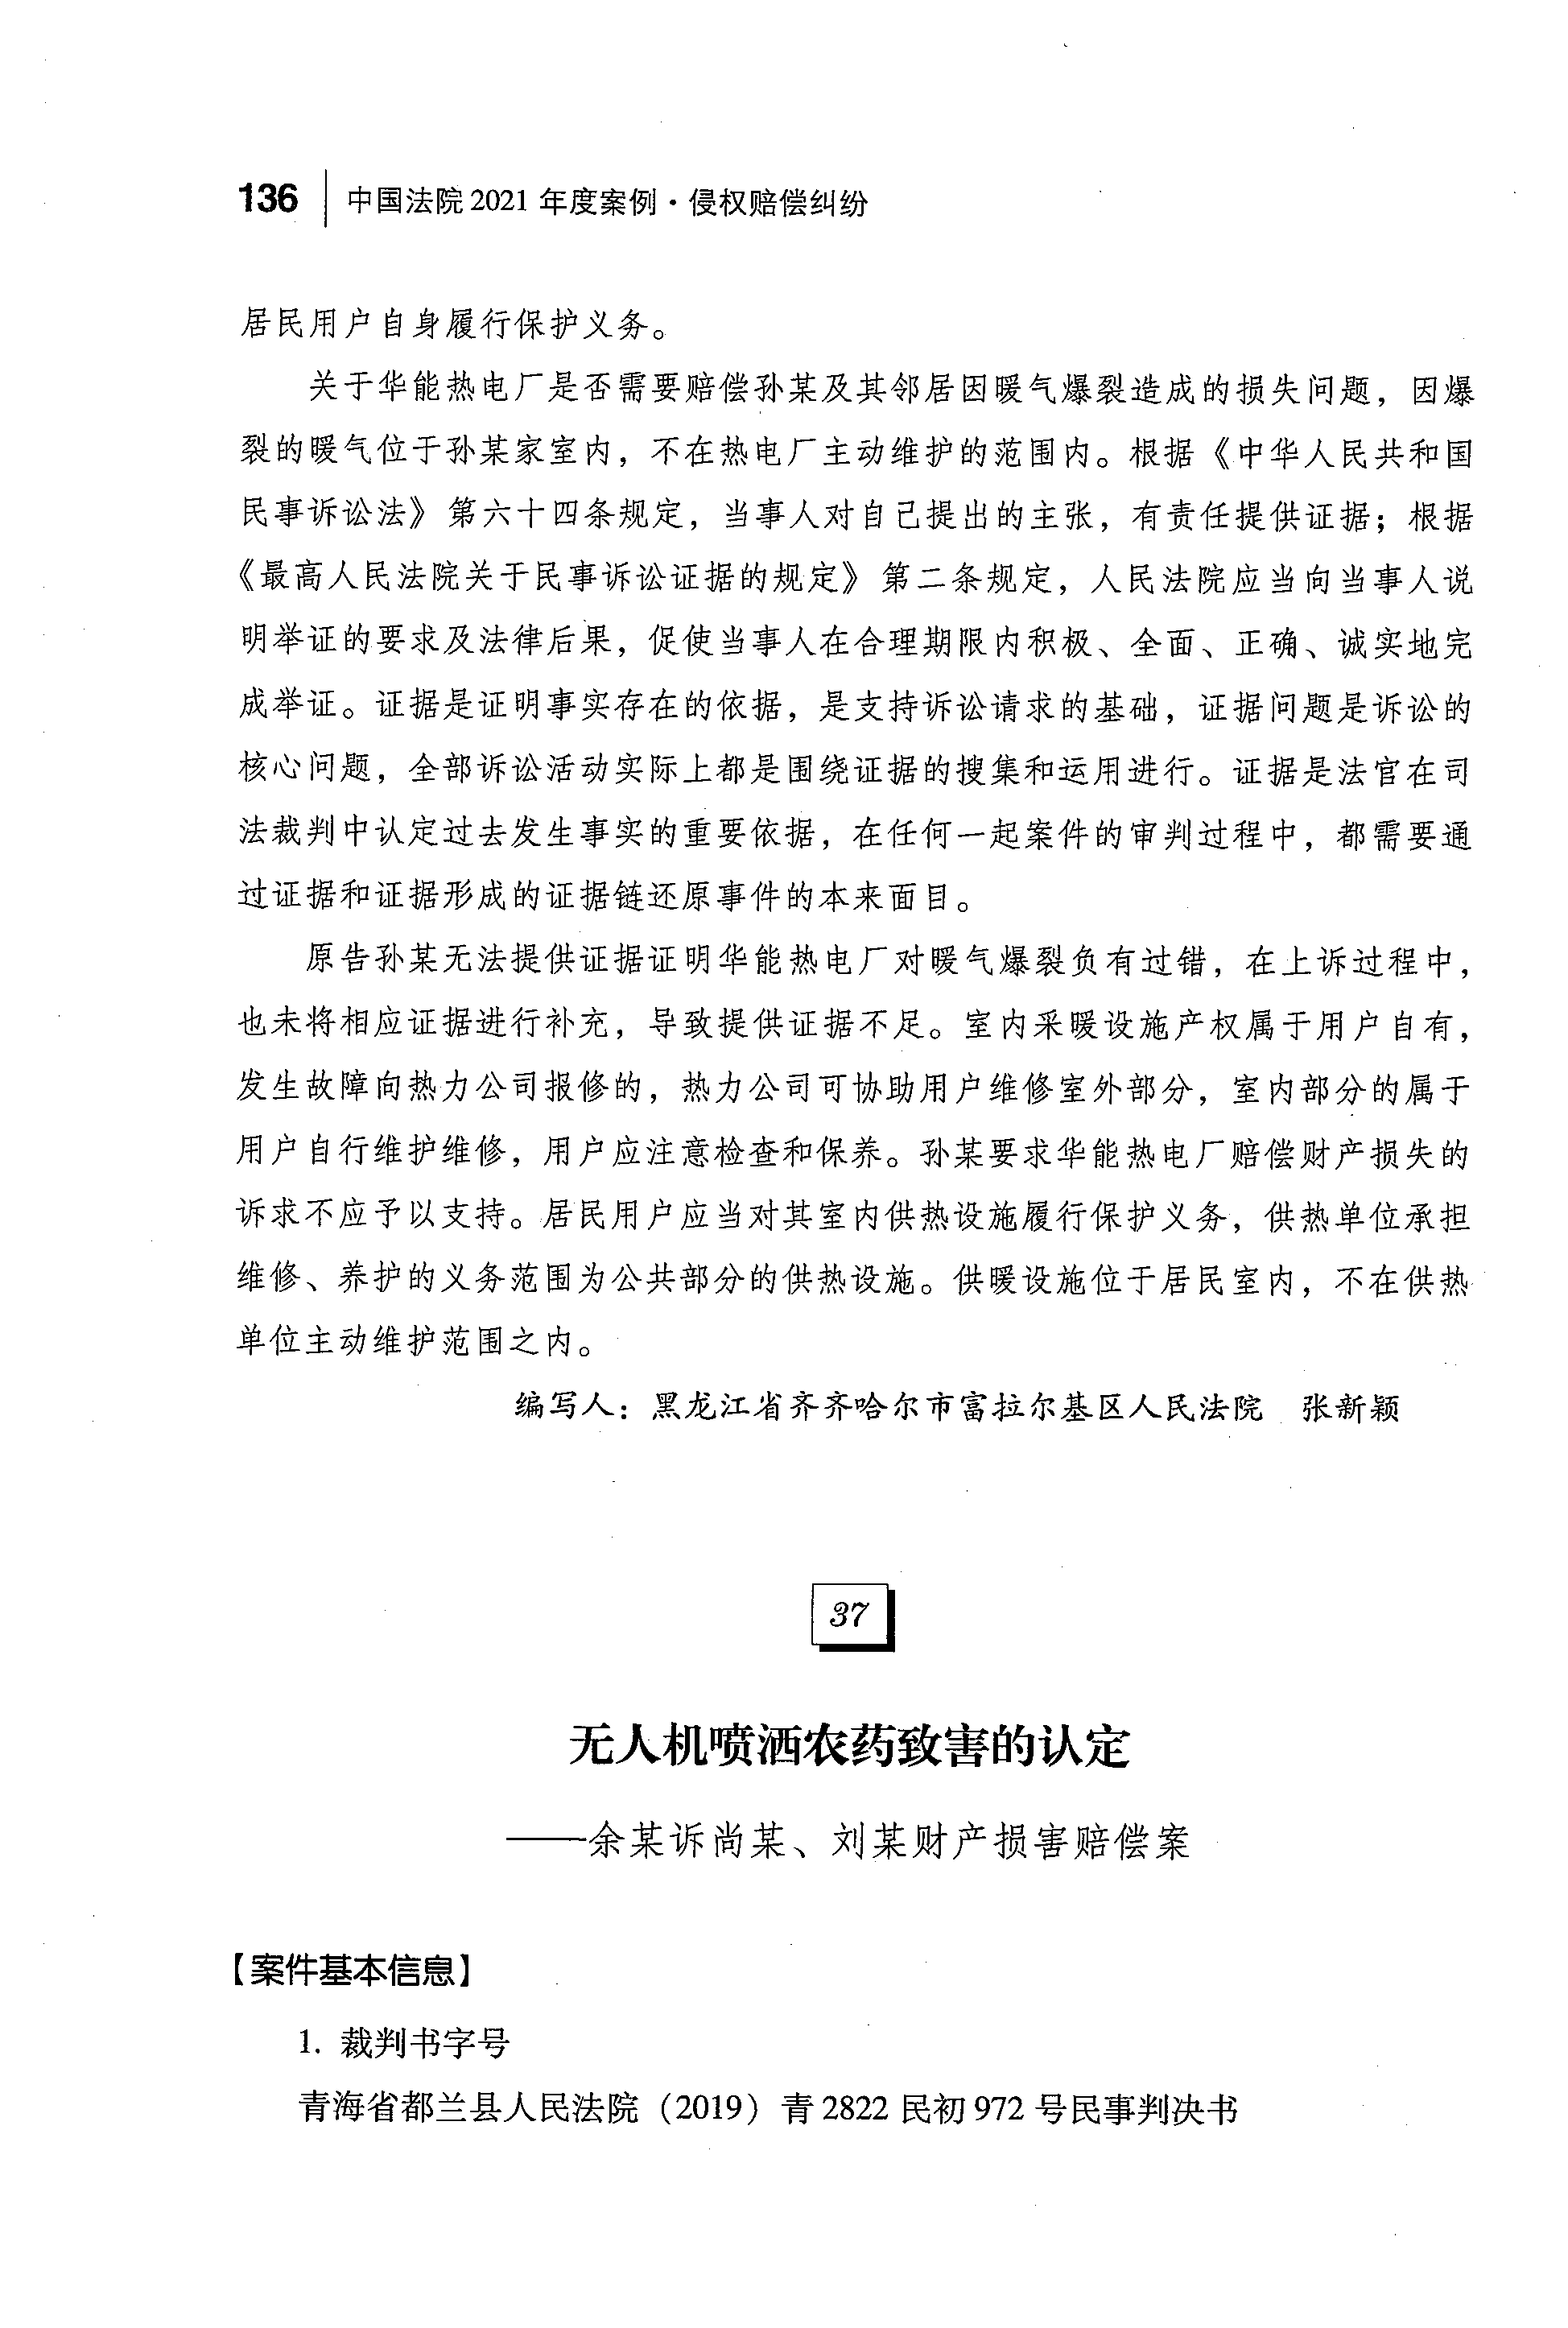 136 中国法院 2021 年度案例·侵权赔偿纠纷
居民用户自身履行保护义务。
关于华能热电厂是否需要赔偿孙某及其邻居因暖气爆裂造成的损失问题，因爆
裂的暖气位于孙某家室内，不在热电厂主动维护的范围内。根据《中华人民共和国
民事诉讼法》第六十四条规定，当事人对自己提出的主张，有责任提供证据；根据
《最高人民法院关于民事诉讼证据的规定》第二条规定，人民法院应当向当事人说
明举证的要求及法律后果，促使当事人在合理期限内积极、全面、正确、诚实地完
成举证。证据是证明事实存在的依据，是支持诉讼请求的基础，证据问题是诉讼的
核心问题，全部诉讼活动实际上都是围绕证据的搜集和运用进行。证据是法官在司
法裁判中认定过去发生事实的重要依据，在任何一起案件的审判过程中，都需要通
过证据和证据形成的证据链还原事件的本来面目。
原告孙某无法提供证据证明华能热电厂对暖气爆裂负有过错，在上诉过程中，
也未将相应证据进行补充，导致提供证据不足。室内采暖设施产权属于用户自有，
发生故障向热力公司报修的，热力公司可协助用户维修室外部分，室内部分的属于
用户自行维护维修，用户应注意检查和保养。孙某要求华能热电厂赔偿财产损失的
诉求不应予以支持。居民用户应当对其室内供热设施履行保护义务，供热单位承担
维修、养护的义务范围为公共部分的供热设施。供暖设施位于居民室内，不在供热
单位主动维护范围之内。
编写人：黑龙江省齐齐哈尔市富拉尔基区人民法院 张新颖
37
无人机喷洒农药致害的认定
——余某诉尚某、刘某财产损害赔偿案
【案件基本信息】
1. 裁判书字号
青海省都兰县人民法院（2019）青 2822 民初 972 号民事判决书